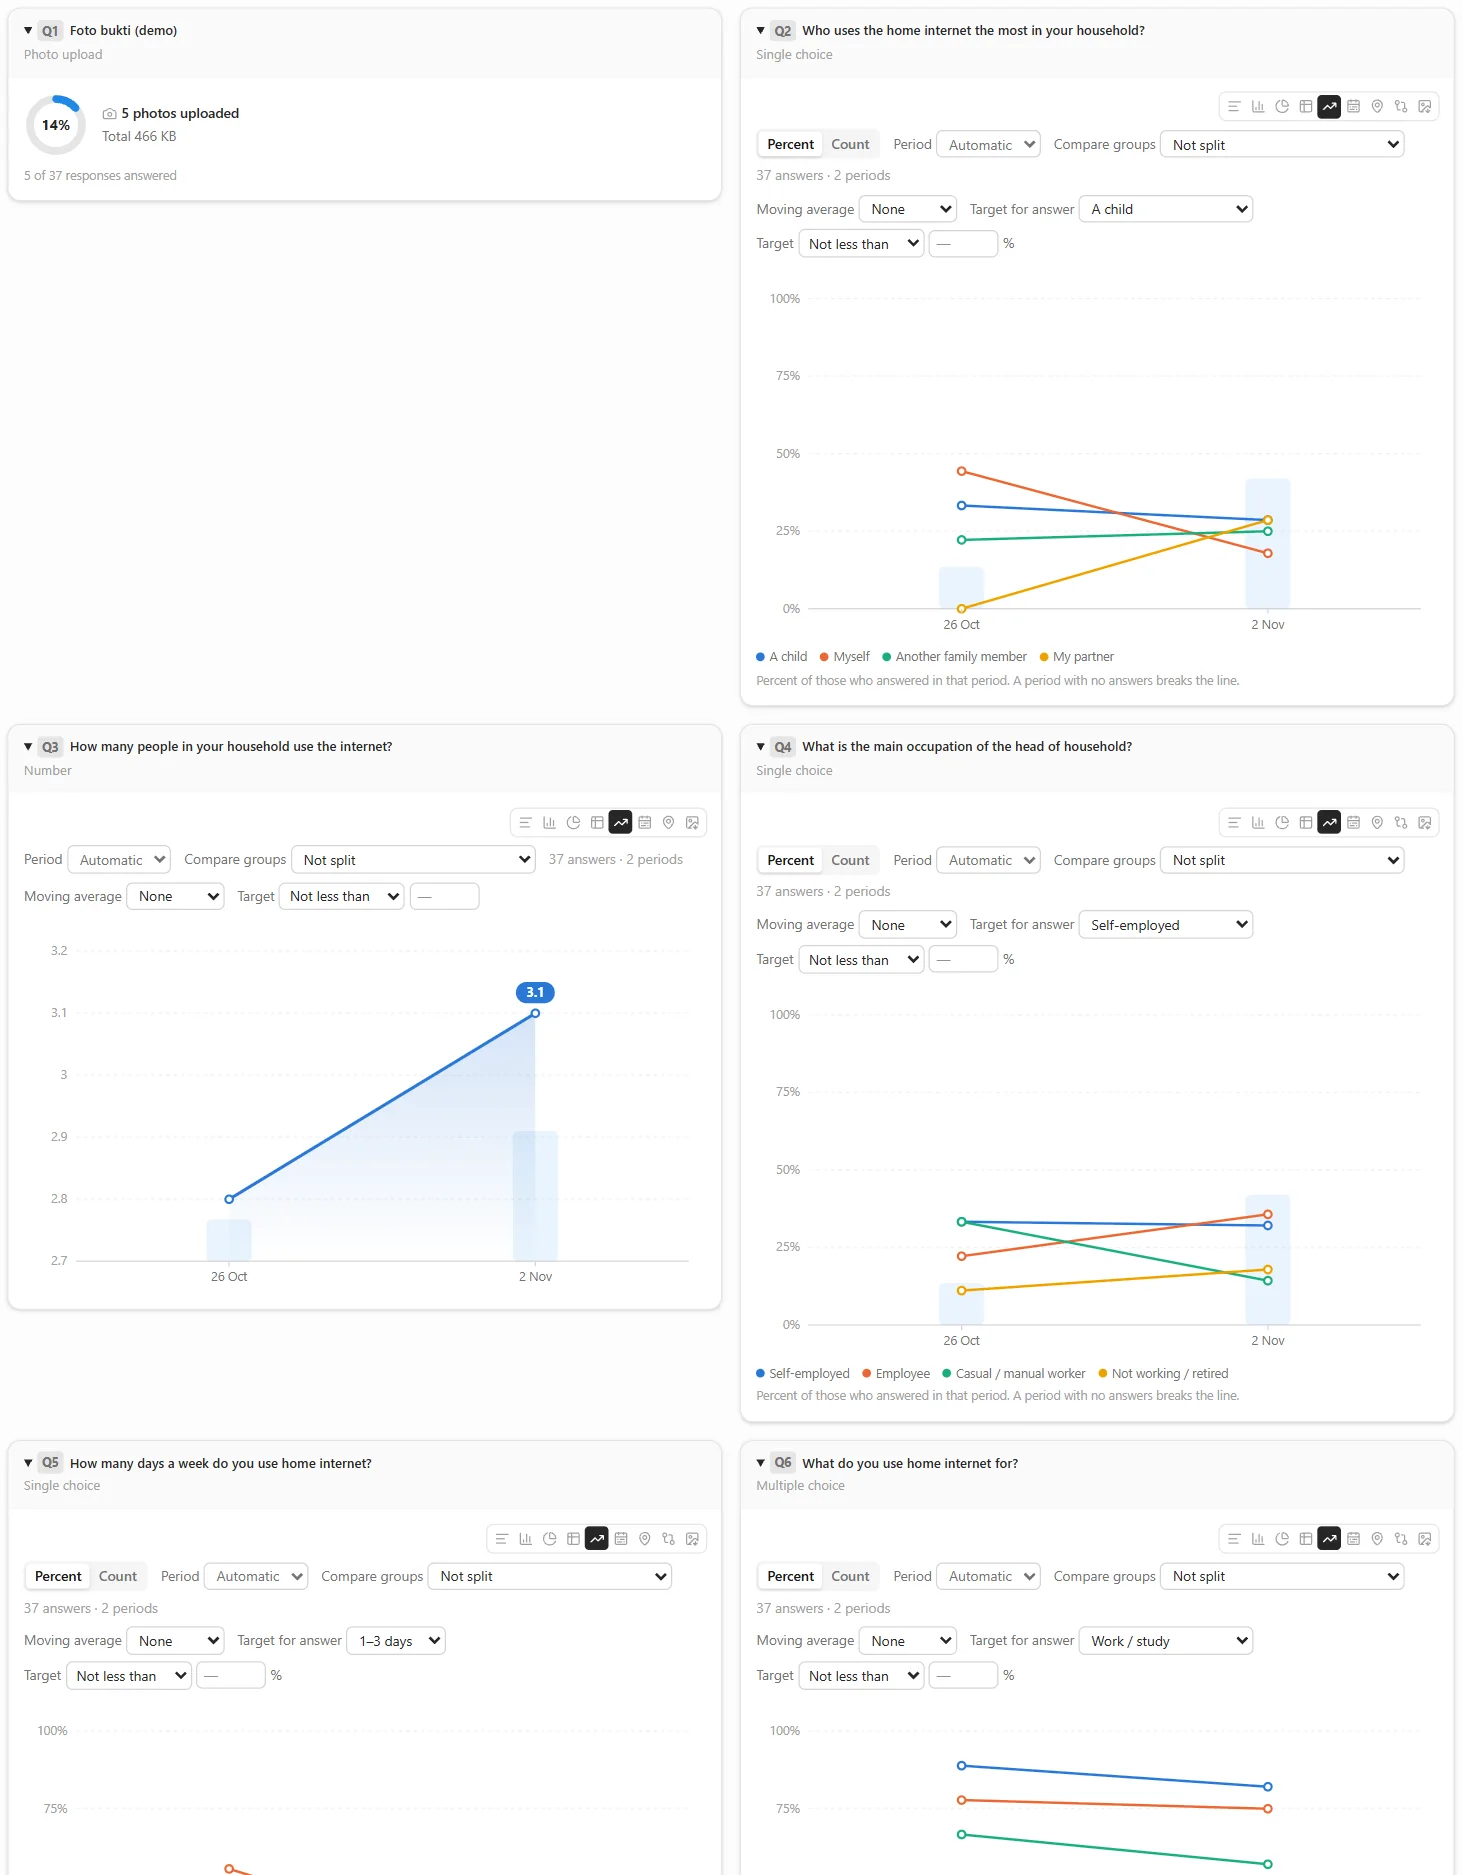 Q1 Foto bukti (demo)
Photo upload
14%
5 photos uploaded
Total 466 KB
5 of 37 responses answered
Q2 Who uses the home internet the most in your household?
Single choice
Percent Count Period Automatic Compare groups Not split
37 answers · 2 periods
Moving average None Target for answer A child
Target Not less than — %
100%
75%
50%
25%
0%
26 Oct 2 Nov
A child Myself Another family member My partner
Percent of those who answered in that period. A period with no answers breaks the line.
Q3 How many people in your household use the internet?
Number
Period Automatic Compare groups Not split 37 answers · 2 periods
Moving average None Target Not less than —
3.2
3.1
3.1
3
2.9
2.8
2.7
26 Oct 2 Nov
Q4 What is the main occupation of the head of household?
Single choice
Percent Count Period Automatic Compare groups Not split
37 answers · 2 periods
Moving average None Target for answer Self-employed
Target Not less than — %
100%
75%
50%
25%
0%
26 Oct 2 Nov
Self-employed Employee Casual / manual worker Not working / retired
Percent of those who answered in that period. A period with no answers breaks the line.
Q5 How many days a week do you use home internet?
Single choice
Percent Count Period Automatic Compare groups Not split
37 answers · 2 periods
Moving average None Target for answer 1–3 days
Target Not less than — %
100%
75%
Q6 What do you use home internet for?
Multiple choice
Percent Count Period Automatic Compare groups Not split
37 answers · 2 periods
Moving average None Target for answer Work / study
Target Not less than — %
100%
75%